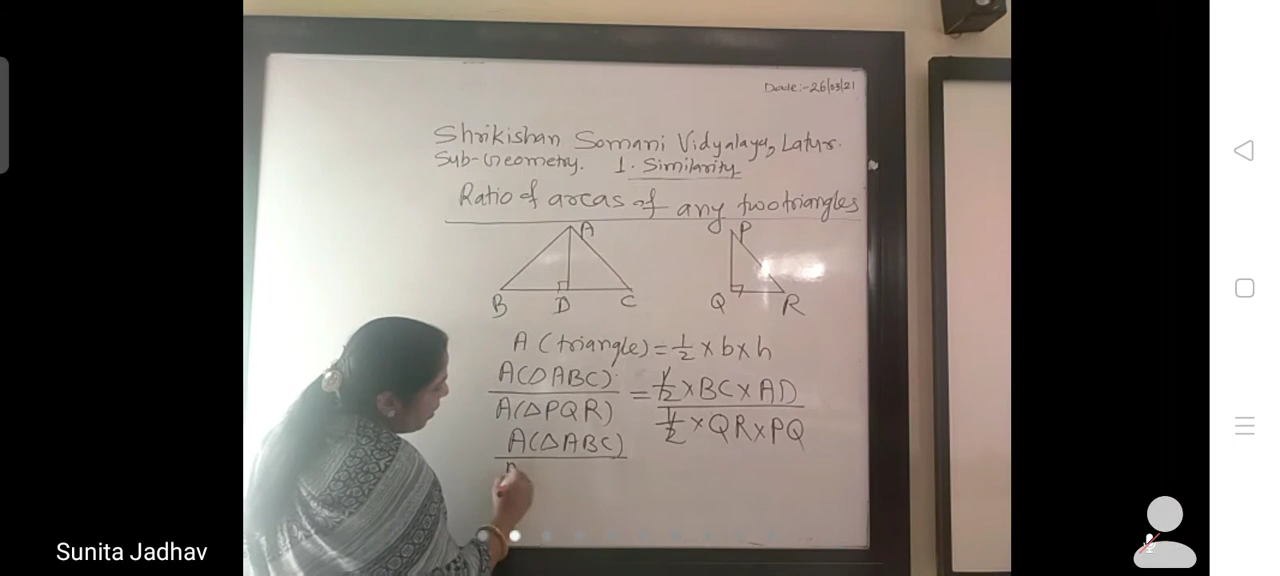 Date:-26/03/21
Shrikishan Somani Vidyalaya, Latur.
Sub-Geometry. 1. Similarity
Ratio of areas of any two triangles
A
P
B D C
Q R
A (triangle) = 1/2 × b × h
A(△ABC) / A(△PQR) = 1/2 × BC × AD / 1/2 × QR × PQ
A(△ABC)
Sunita Jadhav